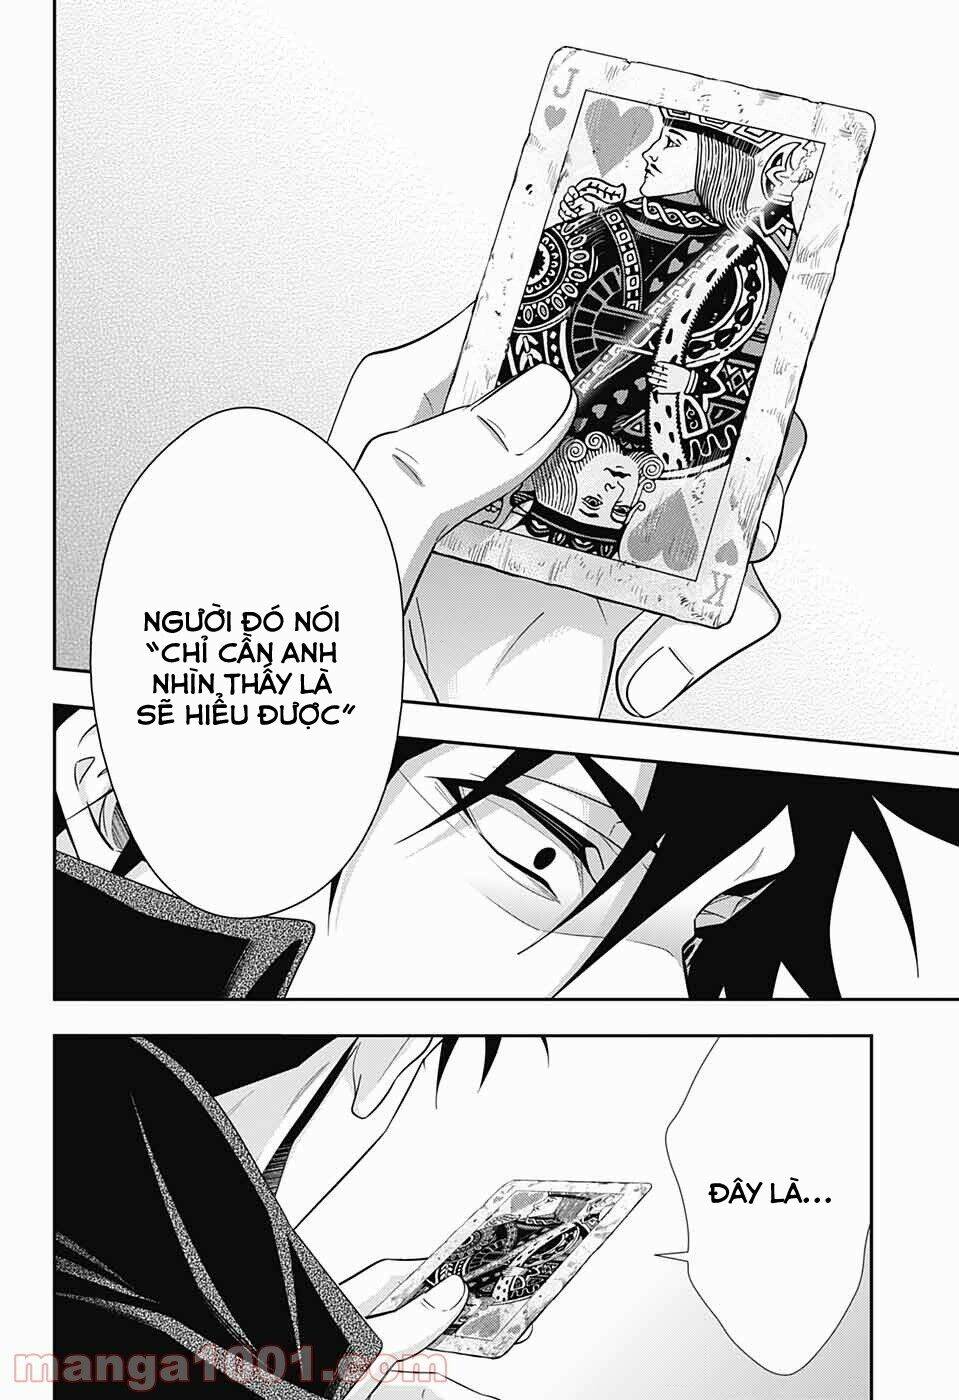 J
K
NGƯỜI ĐÓ NÓI
"CHỈ CẦN ANH
NHÌN THẤY LÀ
SẼ HIỂU ĐƯỢC"
ĐÂY LÀ...
manga1001.com